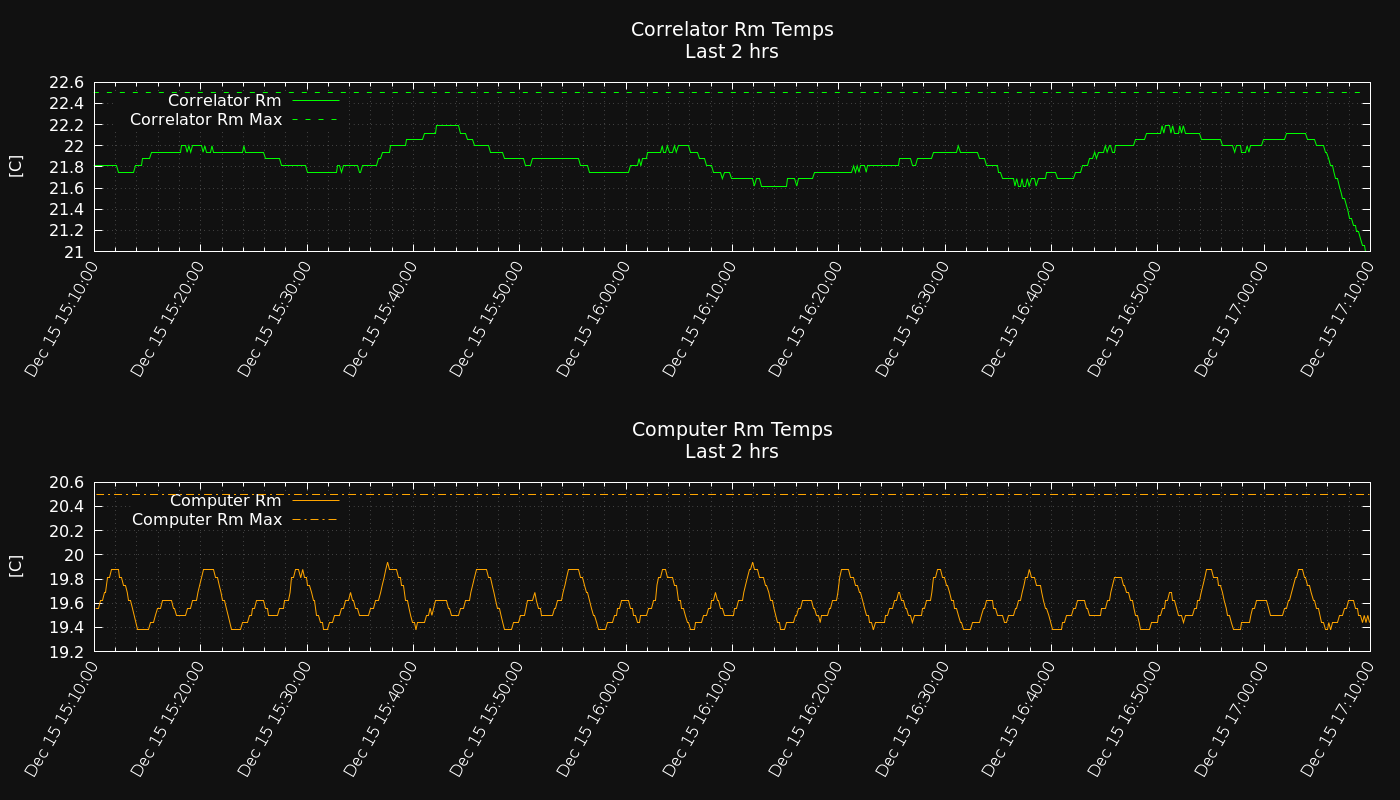 Correlator Rm Temps
Last 2 hrs
22.6
22.4
22.2
22
21.8
21.6
21.4
21.2
21
[C]
Correlator Rm
Correlator Rm Max
Dec 15 15:10:00
Dec 15 15:20:00
Dec 15 15:30:00
Dec 15 15:40:00
Dec 15 15:50:00
Dec 15 16:00:00
Dec 15 16:10:00
Dec 15 16:20:00
Dec 15 16:30:00
Dec 15 16:40:00
Dec 15 16:50:00
Dec 15 17:00:00
Dec 15 17:10:00
Computer Rm Temps
Last 2 hrs
20.6
20.4
20.2
20
19.8
19.6
19.4
19.2
[C]
Computer Rm
Computer Rm Max
Dec 15 15:10:00
Dec 15 15:20:00
Dec 15 15:30:00
Dec 15 15:40:00
Dec 15 15:50:00
Dec 15 16:00:00
Dec 15 16:10:00
Dec 15 16:20:00
Dec 15 16:30:00
Dec 15 16:40:00
Dec 15 16:50:00
Dec 15 17:00:00
Dec 15 17:10:00